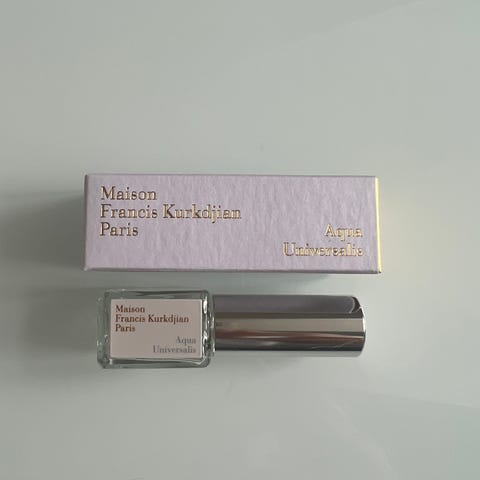 Maison
Francis Kurkdjian
Paris
Aqua
Universalis
Maison
Francis Kurkdjian
Paris
Aqua
Universalis